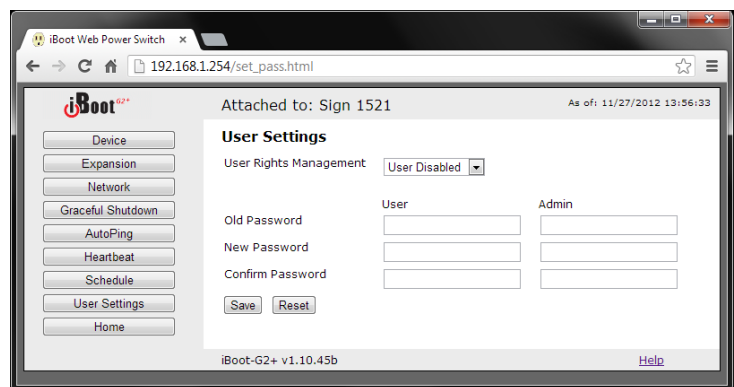 iBoot Web Power Switch x
192.168.1.254/set_pass.html
iBoot G2+
Attached to: Sign 1521
As of: 11/27/2012 13:56:33
Device
Expansion
Network
Graceful Shutdown
AutoPing
Heartbeat
Schedule
User Settings
Home
User Settings
User Rights Management User Disabled
User Admin
Old Password
New Password
Confirm Password
Save Reset
iBoot-G2+ v1.10.45b
Help